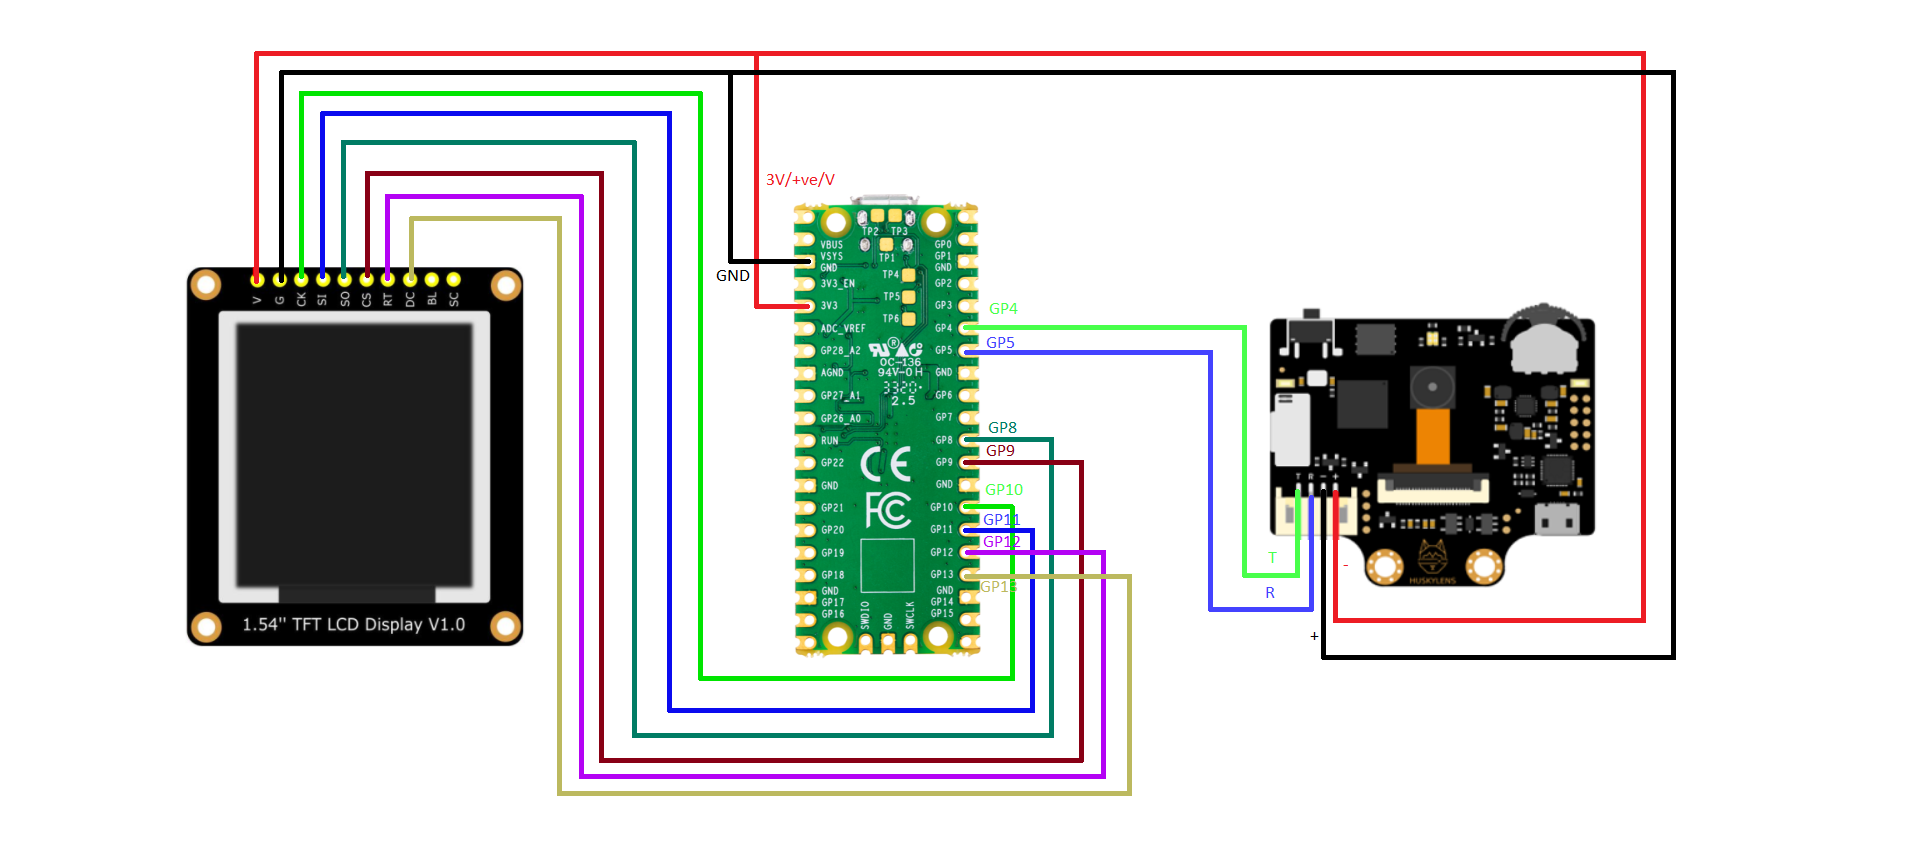 3V/+ve/V
GND
V
G
CK
SI
SO
CS
RT
DC
BL
SC
1.54" TFT LCD Display V1.0
TP2 TP3
TP1
TP4
TP5
TP6
VBUS
VSYS
GND
3V3_EN
3V3
ADC_VREF
GP28_A2
AGND
GP27_A1
GP26_A0
RUN
GP22
GND
GP21
GP20
GP19
GP18
GND
GP17
GP16
GP0
GP1
GND
GP2
GP3
GP4
GP5
GND
GP6
GP7
GP8
GP9
GND
GP10
GP11
GP12
GP13
GND
GP14
GP15
OC-136
94V-0H
3320
2.5
CE
FC
SWDIO
GND
SWCLK
GP4
GP5
GP8
GP9
GP10
GP11
GP12
GP13
T
R
-
+
T
R
-
+
HUSKYLENS